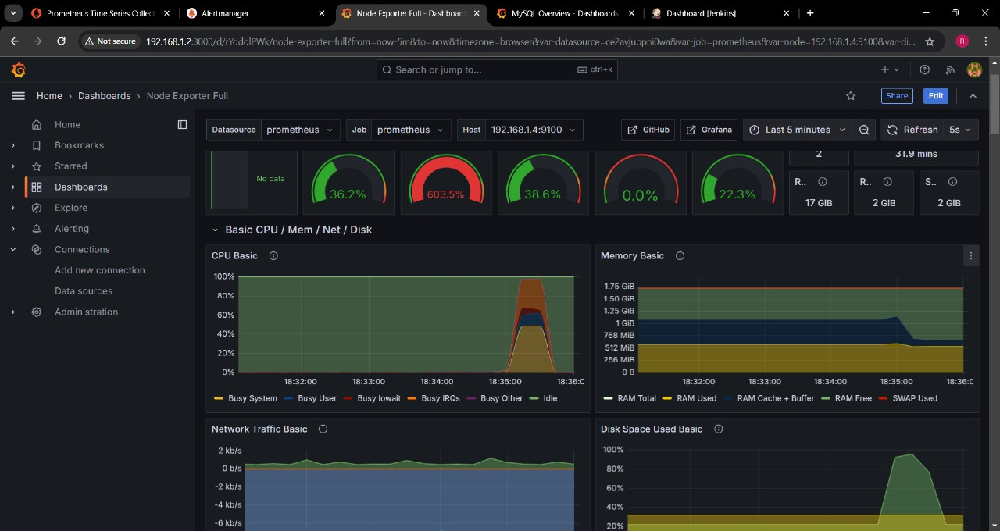 Prometheus Time Series Collect
Alertmanager
Node Exporter Full - Dashboard
MySQL Overview - Dashboards
Dashboard [Jenkins]
Not secure
192.168.1.2:3000/d/rYdddlPWk/node-exporter-full?from=now-5m&to=now&timezone=browser&var-datasource=ce2avjubpni0wa&var-job=prometheus&var-node=192.168.1.4:9100&var-di...
R
Search or jump to...
ctrl+k
Home › Dashboards › Node Exporter Full
Share
Edit
Home
Bookmarks
Starred
Dashboards
Explore
Alerting
Connections
Add new connection
Data sources
Administration
Datasource
prometheus
Job
prometheus
Host
192.168.1.4:9100
GitHub
Grafana
Last 5 minutes
Refresh
5s
No data
36.2%
603.5%
38.6%
0.0%
22.3%
2
31.9 mins
R..
17 GiB
R..
2 GiB
S..
2 GiB
Basic CPU / Mem / Net / Disk
CPU Basic
100%
80%
60%
40%
20%
0%
18:32:00 18:33:00 18:34:00 18:35:00 18:36:0
Busy System Busy User Busy Iowait Busy IRQs Busy Other Idle
Memory Basic
1.75 GiB
1.50 GiB
1.25 GiB
1 GiB
768 MiB
512 MiB
256 MiB
0 B
18:32:00 18:33:00 18:34:00 18:35:00 18:36:0
RAM Total RAM Used RAM Cache + Buffer RAM Free SWAP Used
Network Traffic Basic
2 kb/s
0 b/s
-2 kb/s
-4 kb/s
-6 kb/s
Disk Space Used Basic
100%
80%
60%
40%
20%